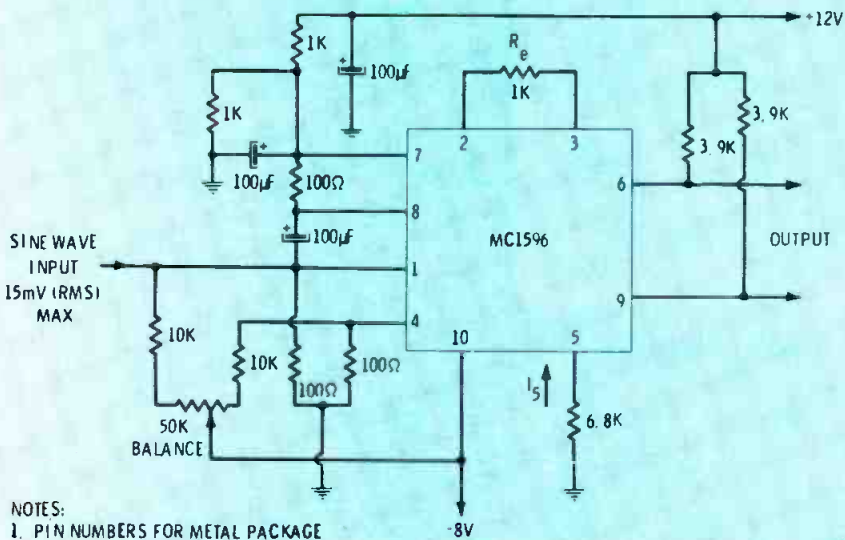 +12V
1K
100µF
R e
1K
1K
3.9K
3.9K
2
3
100µF
100Ω
7
6
8
100µF
MC1596
OUTPUT
SINE WAVE
INPUT
15mV (RMS)
MAX
1
9
4
10
5
10K
10K
100Ω
100Ω
I5
6.8K
50K
BALANCE
-8V
NOTES:
1. PIN NUMBERS FOR METAL PACKAGE